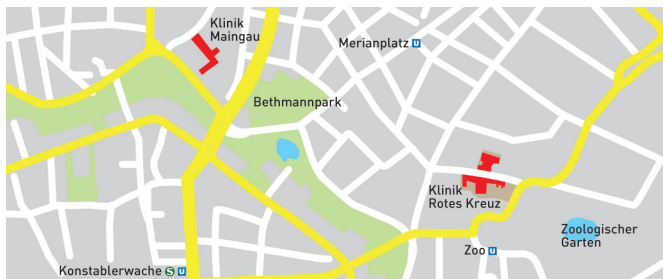 Klinik
Maingau
Merianplatz U
Bethmannpark
Klinik
Rotes Kreuz
Zoologischer
Garten
Zoo U
Konstablerwache S U